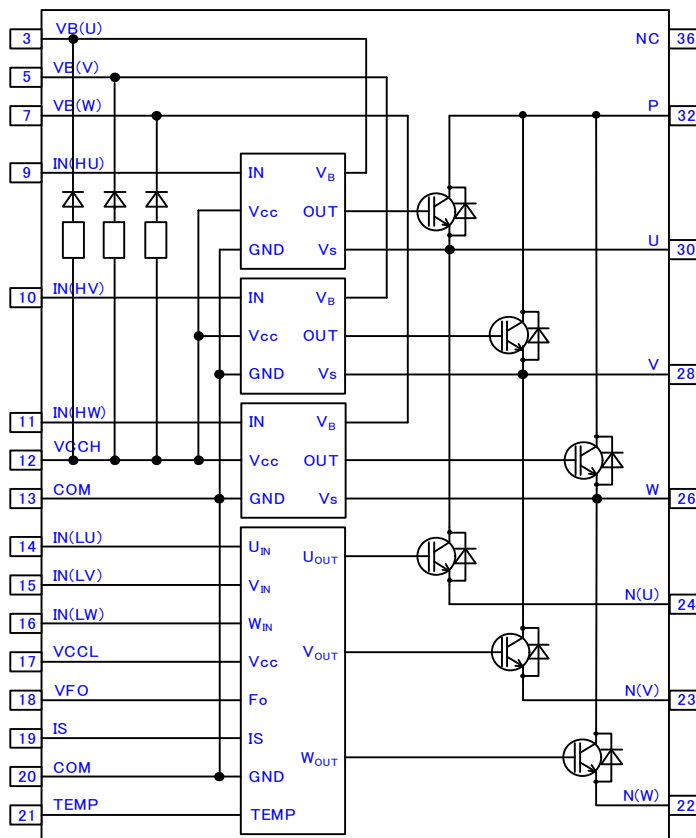 3 VB(U)
5 VB(V)
7 VB(W)
9 IN(HU)
10 IN(HV)
11 IN(HW)
12 VCCH
13 COM
14 IN(LU)
15 IN(LV)
16 IN(LW)
17 VCCL
18 VFO
19 IS
20 COM
21 TEMP
IN VB
Vcc OUT
GND Vs
IN VB
Vcc OUT
GND Vs
IN VB
Vcc OUT
GND Vs
UIN UOUT
VIN
WIN VOUT
Vcc
Fo
IS WOUT
GND
TEMP
NC 36
P 32
U 30
V 28
W 26
N(U) 24
N(V) 23
N(W) 22